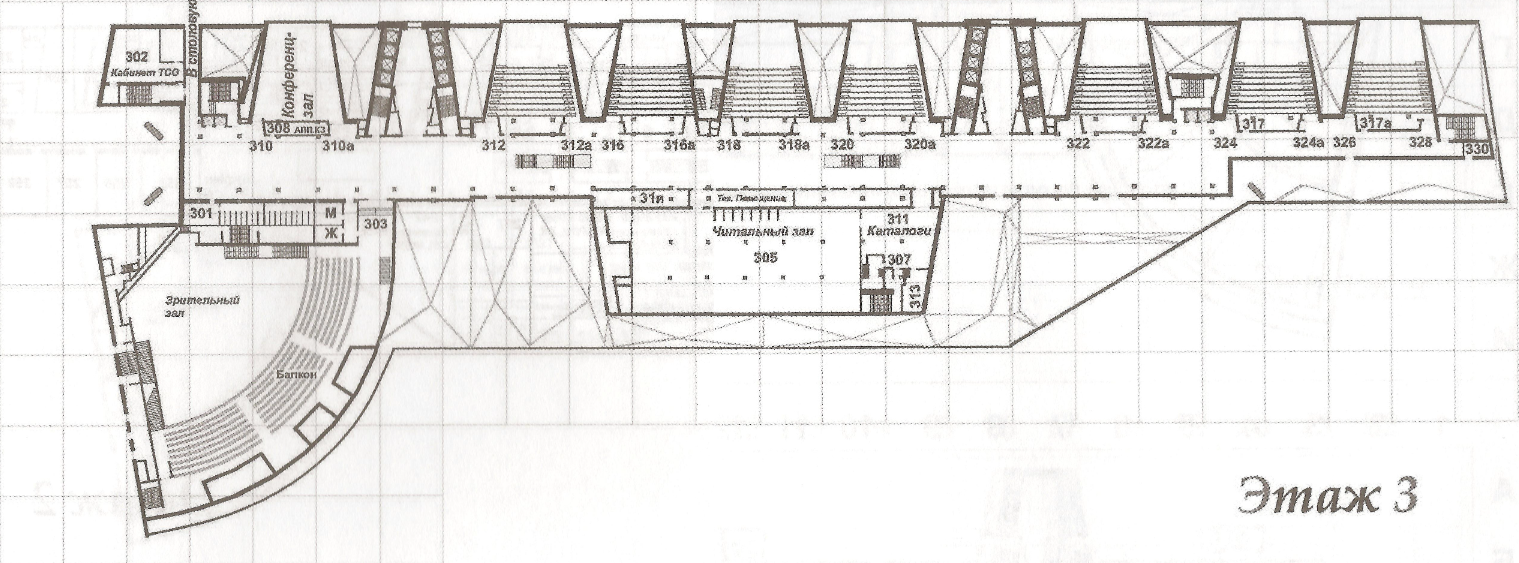 В столовую
302
Кабинет ТСО
Конференц-
зал
308 АПП.КЗ
310
310а
312
312а
316
316а
318
318а
320
320а
322
322а
324
317
324а
326
317а
328
330
301
М
Ж
303
Тех. Помещение
311
Читальный зал
Каталоги
305
307
313
Зрительный
зал
Балкон
Этаж 3